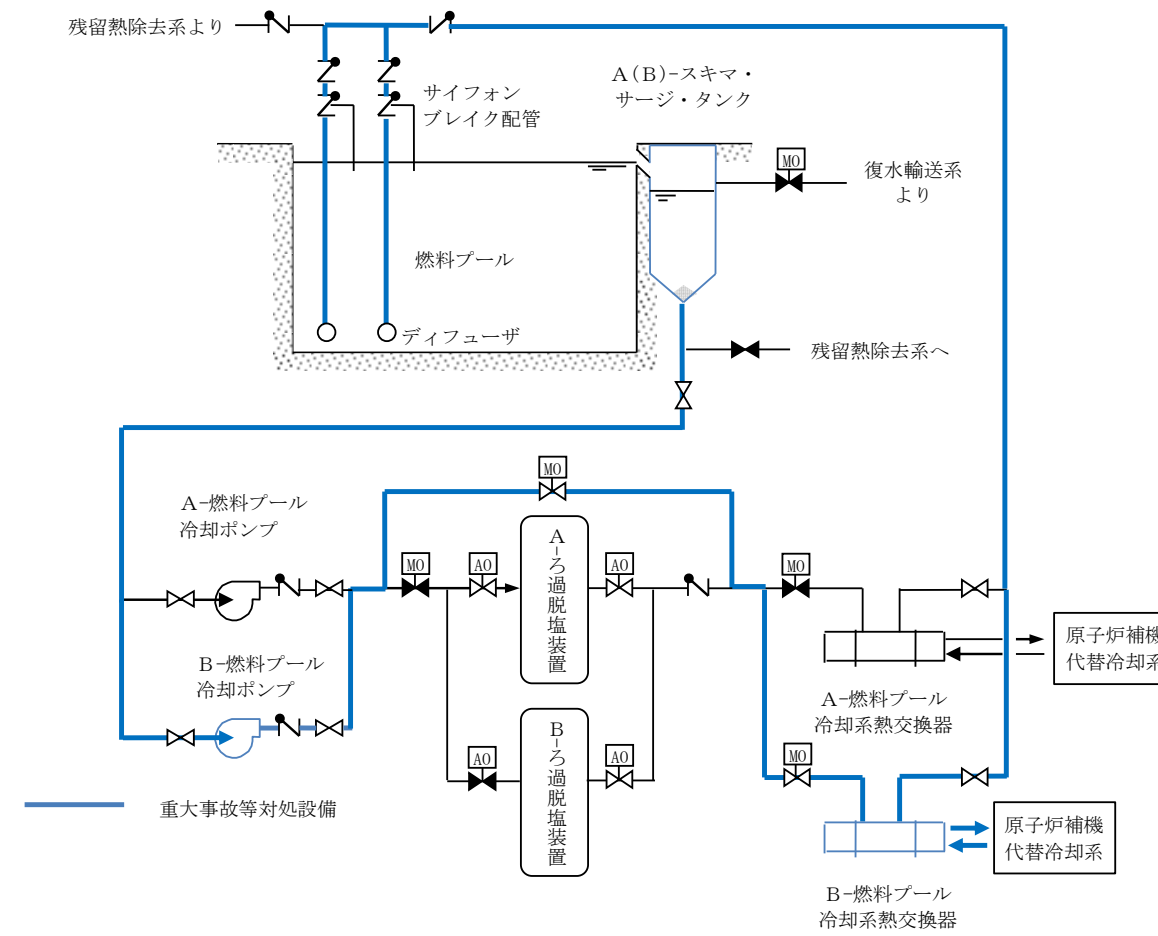 残留熱除去系より
A(B)-スキマ・
サージ・タンク
サイフォン
ブレイク配管
MO
復水輸送系
より
燃料プール
ディフューザ
残留熱除去系へ
MO
A-燃料プール
冷却ポンプ
MO
AO
A-ろ過脱塩装置
AO
MO
原子炉補機
代替冷却系
B-燃料プール
冷却ポンプ
A-燃料プール
冷却系熱交換器
AO
B-ろ過脱塩装置
AO
MO
重大事故等対処設備
原子炉補機
代替冷却系
B-燃料プール
冷却系熱交換器